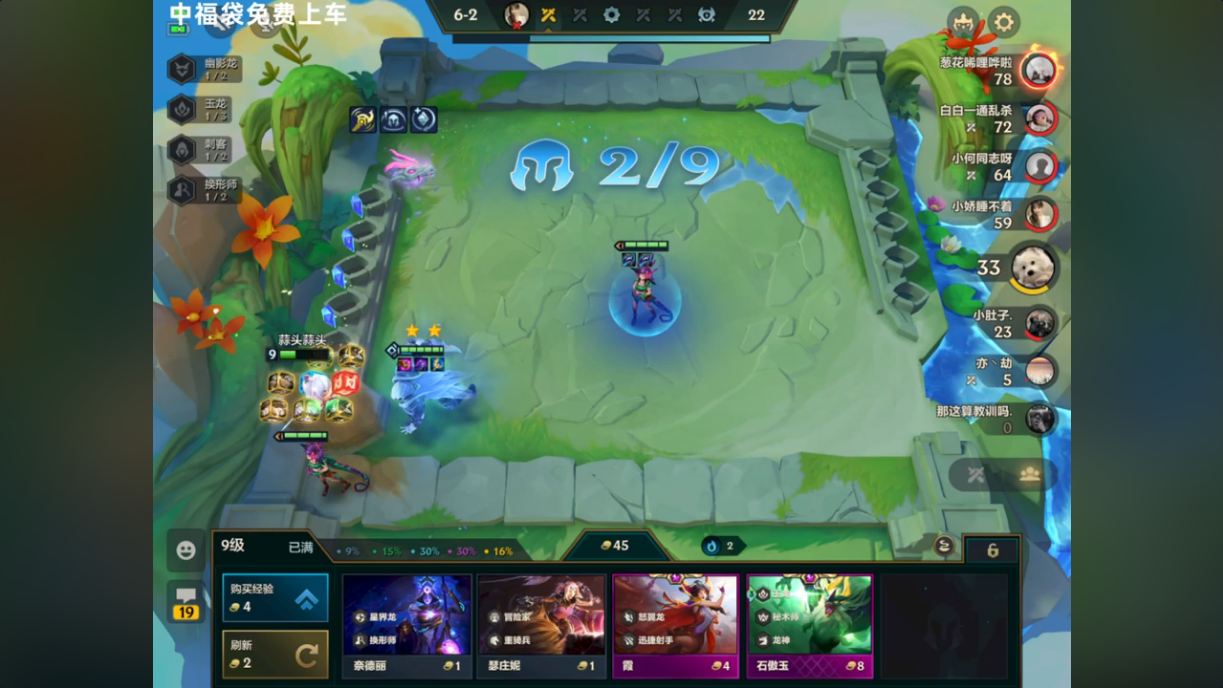 中福袋免费上车
6-2
22
幽影龙
1/2
玉龙
1/3
刺客
1/2
换形师
1/2
2/9
葱花唏哩哗啦
78
白白一通乱杀
72
小何同志呀
64
小娇睡不着
59
33
小肚子.
23
亦丶劫
5
那这算教训吗.
0
蒜头蒜头
9
9级
已满
9%
15%
30%
30%
16%
45
2
6
19
购买经验
4
刷新
2
星界龙
换形师
奈德丽
1
冒险家
重骑兵
瑟庄妮
1
怒翼龙
迅捷射手
霞
4
秘术师
龙神
石傲玉
8